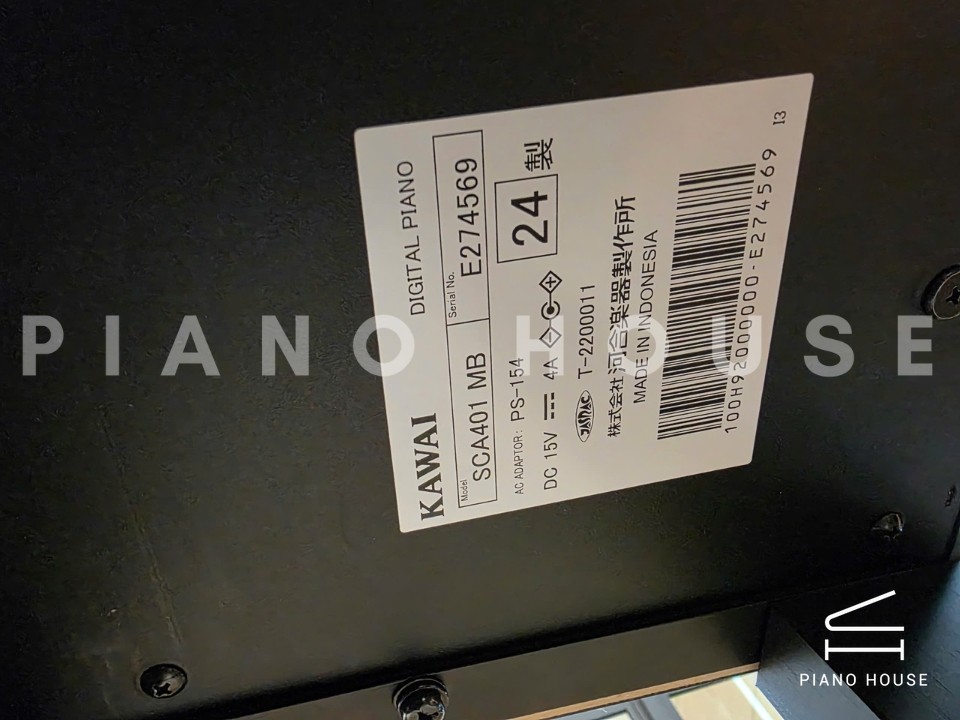 KAWAI DIGITAL PIANO
Model SCA401 MB Serial No. E274569
AC ADAPTOR: PS-154
DC 15V 4A 24 製
JASRAC T-2200011
株式会社 河合楽器製作所
MADE IN INDONESIA
100H92000000-E274569
I3
PIANO HOUSE
PIANO HOUSE